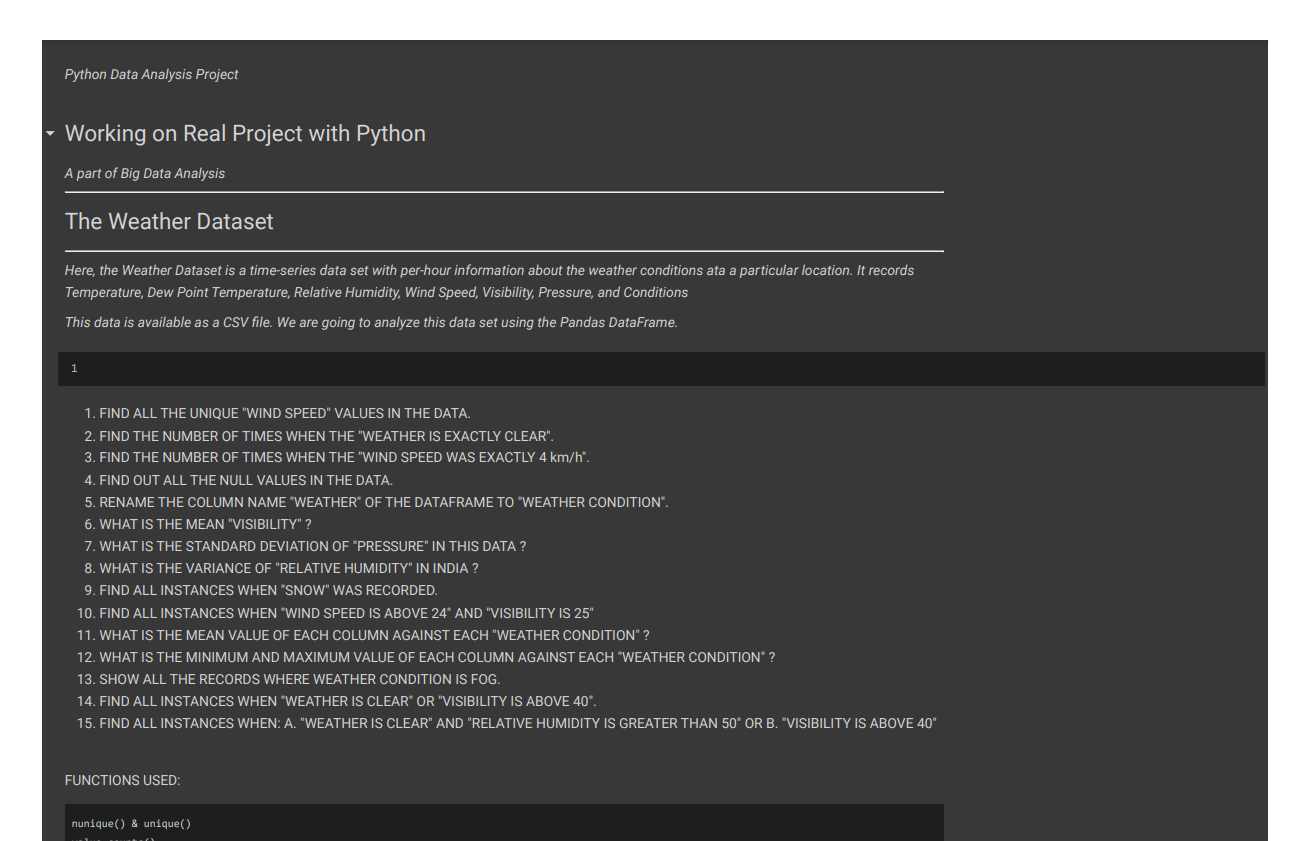 Python Data Analysis Project
Working on Real Project with Python
A part of Big Data Analysis
The Weather Dataset
Here, the Weather Dataset is a time-series data set with per-hour information about the weather conditions ata a particular location. It records
Temperature, Dew Point Temperature, Relative Humidity, Wind Speed, Visibility, Pressure, and Conditions
This data is available as a CSV file. We are going to analyze this data set using the Pandas DataFrame.
1
1. FIND ALL THE UNIQUE "WIND SPEED" VALUES IN THE DATA.
2. FIND THE NUMBER OF TIMES WHEN THE "WEATHER IS EXACTLY CLEAR".
3. FIND THE NUMBER OF TIMES WHEN THE "WIND SPEED WAS EXACTLY 4 km/h".
4. FIND OUT ALL THE NULL VALUES IN THE DATA.
5. RENAME THE COLUMN NAME "WEATHER" OF THE DATAFRAME TO "WEATHER CONDITION".
6. WHAT IS THE MEAN "VISIBILITY" ?
7. WHAT IS THE STANDARD DEVIATION OF "PRESSURE" IN THIS DATA ?
8. WHAT IS THE VARIANCE OF "RELATIVE HUMIDITY" IN INDIA ?
9. FIND ALL INSTANCES WHEN "SNOW" WAS RECORDED.
10. FIND ALL INSTANCES WHEN "WIND SPEED IS ABOVE 24" AND "VISIBILITY IS 25"
11. WHAT IS THE MEAN VALUE OF EACH COLUMN AGAINST EACH "WEATHER CONDITION" ?
12. WHAT IS THE MINIMUM AND MAXIMUM VALUE OF EACH COLUMN AGAINST EACH "WEATHER CONDITION" ?
13. SHOW ALL THE RECORDS WHERE WEATHER CONDITION IS FOG.
14. FIND ALL INSTANCES WHEN "WEATHER IS CLEAR" OR "VISIBILITY IS ABOVE 40".
15. FIND ALL INSTANCES WHEN: A. "WEATHER IS CLEAR" AND "RELATIVE HUMIDITY IS GREATER THAN 50" OR B. "VISIBILITY IS ABOVE 40"
FUNCTIONS USED:
nunique() & unique()